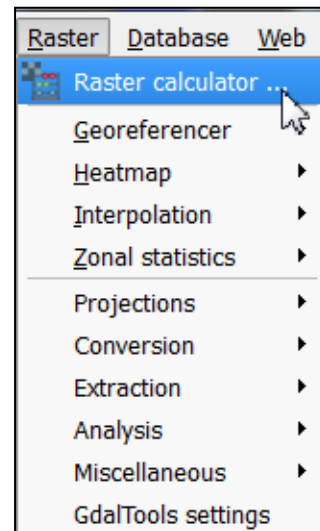 Raster Database Web
Raster calculator ...
Georeferencer
Heatmap
Interpolation
Zonal statistics
Projections
Conversion
Extraction
Analysis
Miscellaneous
GdalTools settings